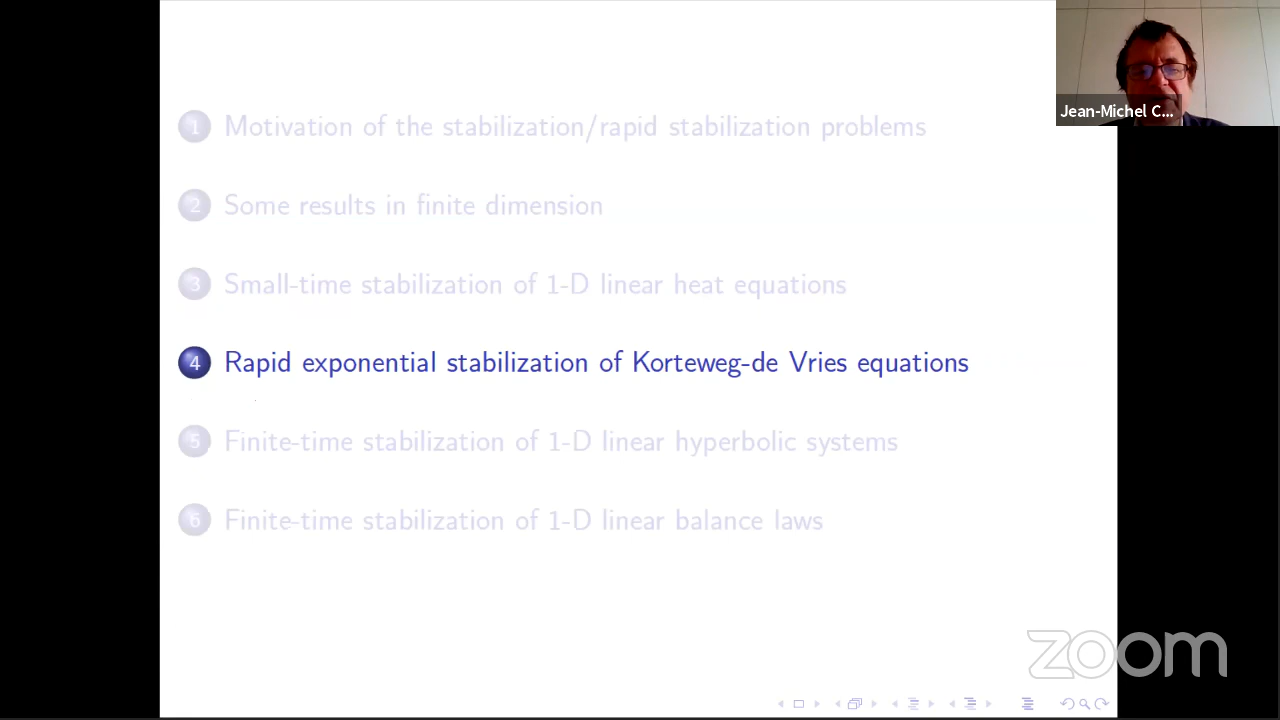 Jean-Michel C...
1 Motivation of the stabilization/rapid stabilization problems
2 Some results in finite dimension
3 Small-time stabilization of 1-D linear heat equations
4 Rapid exponential stabilization of Korteweg-de Vries equations
5 Finite-time stabilization of 1-D linear hyperbolic systems
6 Finite-time stabilization of 1-D linear balance laws
zoom